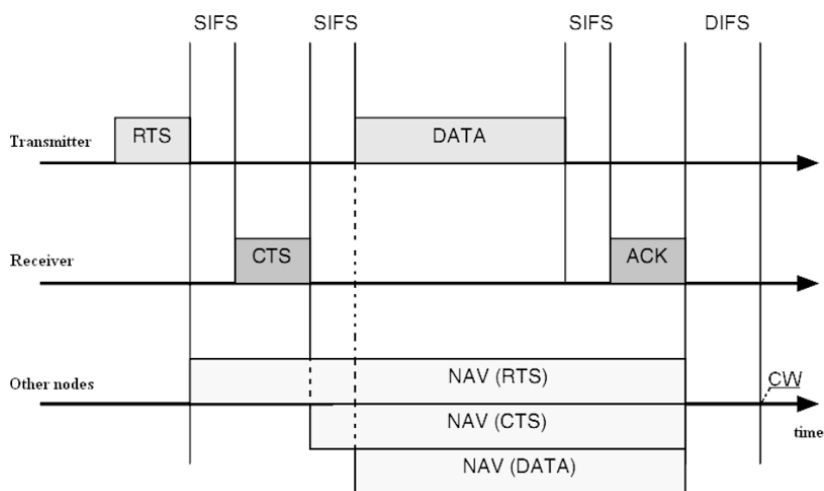 SIFS SIFS SIFS DIFS
Transmitter RTS DATA
Receiver CTS ACK
Other nodes NAV (RTS) CW
NAV (CTS) time
NAV (DATA)